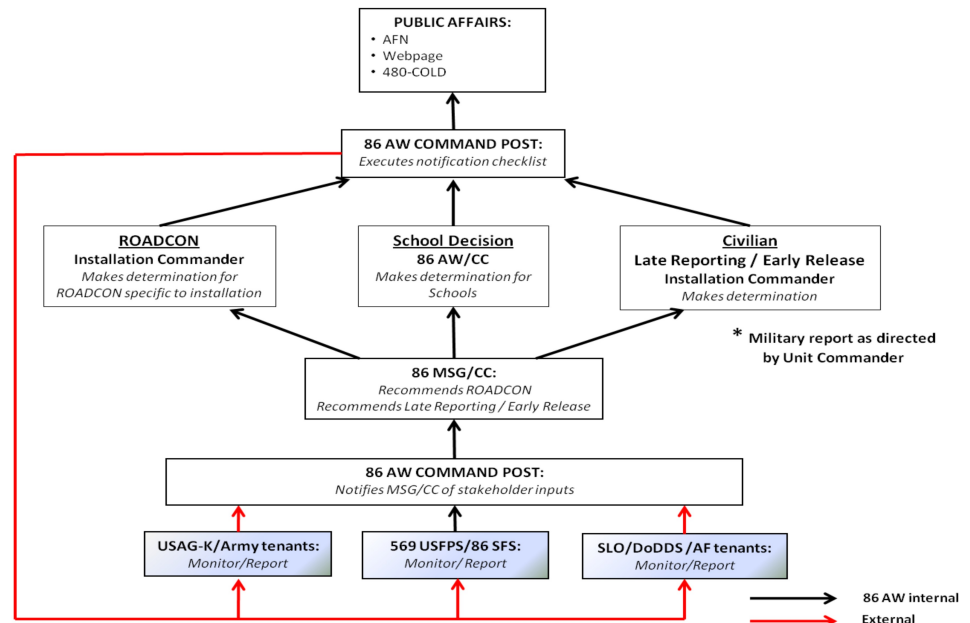 PUBLIC AFFAIRS:
• AFN
• Webpage
• 480-COLD
86 AW COMMAND POST:
Executes notification checklist
ROADCON
Installation Commander
Makes determination for
ROADCON specific to installation
School Decision
86 AW/CC
Makes determination for
Schools
Civilian
Late Reporting / Early Release
Installation Commander
Makes determination
* Military report as directed
by Unit Commander
86 MSG/CC:
Recommends ROADCON
Recommends Late Reporting / Early Release
86 AW COMMAND POST:
Notifies MSG/CC of stakeholder inputs
USAG-K/Army tenants:
Monitor/Report
569 USFPS/86 SFS:
Monitor/ Report
SLO/DoDDS /AF tenants:
Monitor/Report
86 AW internal
External